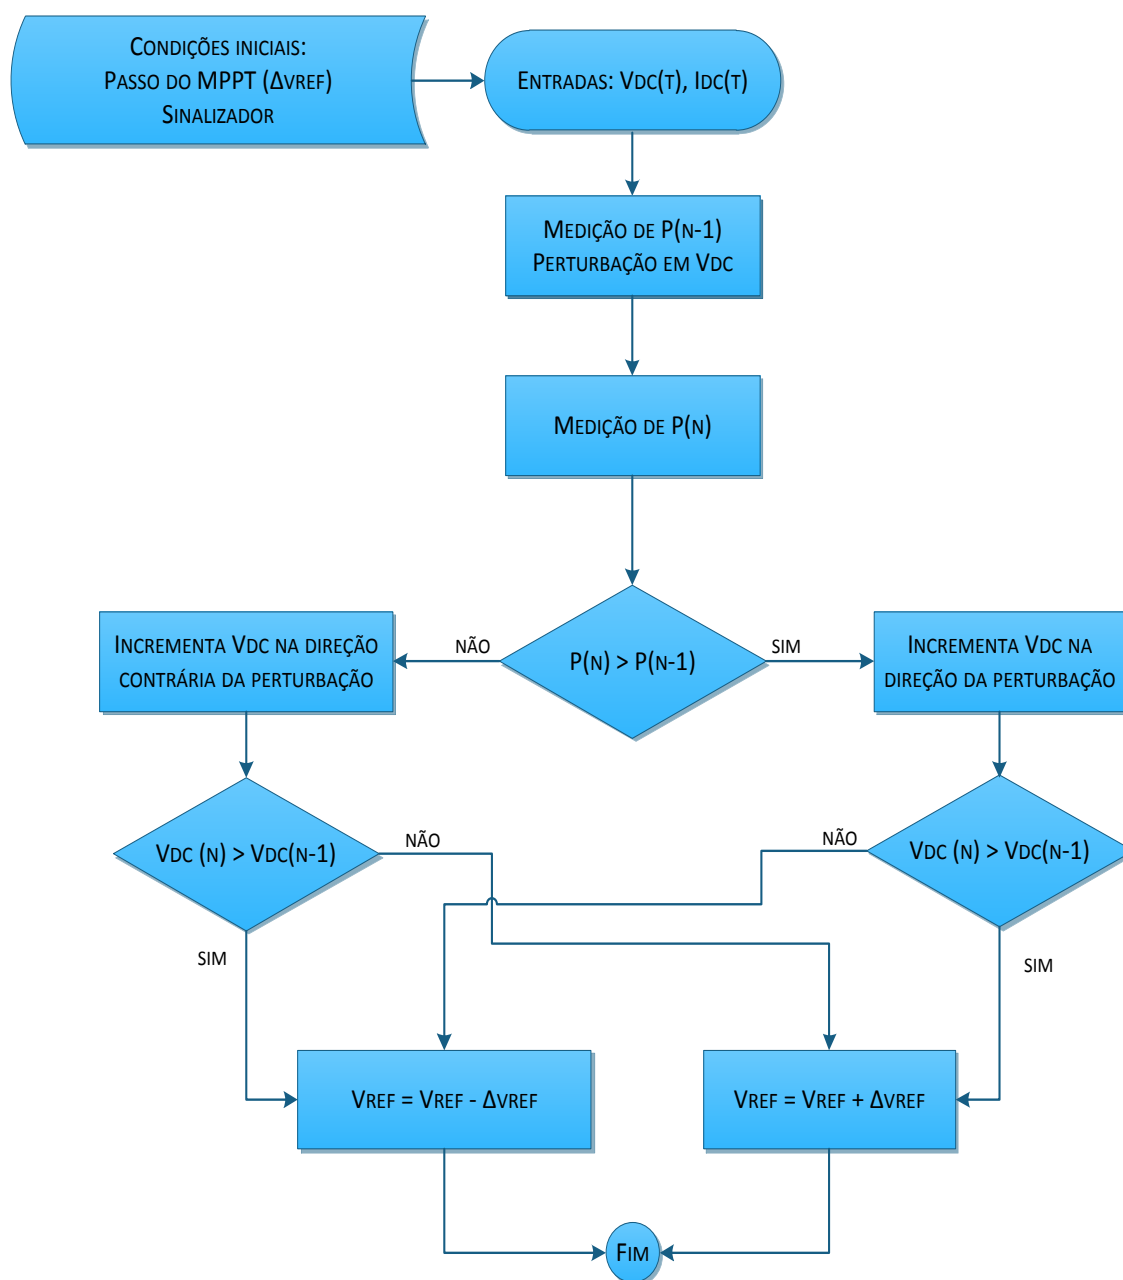 Condições iniciais:
Passo do MPPT (Δvref)
Sinalizador
Entradas: Vdc(t), Idc(t)
Medição de P(n-1)
Perturbação em Vdc
Medição de P(n)
P(n) > P(n-1)
NÃO
SIM
Incrementa Vdc na direção
contrária da perturbação
Incrementa Vdc na
direção da perturbação
Vdc (n) > Vdc(n-1)
NÃO
SIM
Vdc (n) > Vdc(n-1)
NÃO
SIM
Vref = Vref - Δvref
Vref = Vref + Δvref
Fim